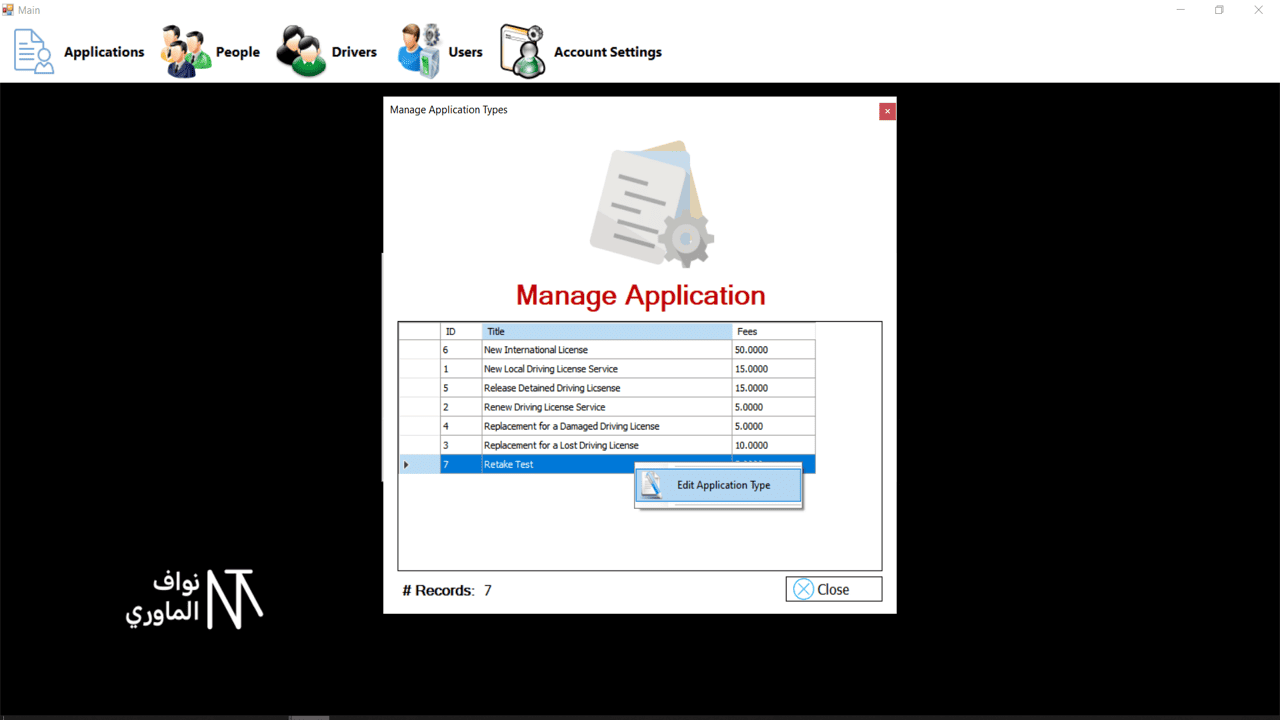 Main
Applications People Drivers Users Account Settings
Manage Application Types
Manage Application
ID Title Fees
6 New International License 50.0000
1 New Local Driving License Service 15.0000
5 Release Detained Driving Licsense 15.0000
2 Renew Driving License Service 5.0000
4 Replacement for a Damaged Driving License 5.0000
3 Replacement for a Lost Driving License 10.0000
7 Retake Test
Edit Application Type
# Records: 7
Close
نواف
الماوري